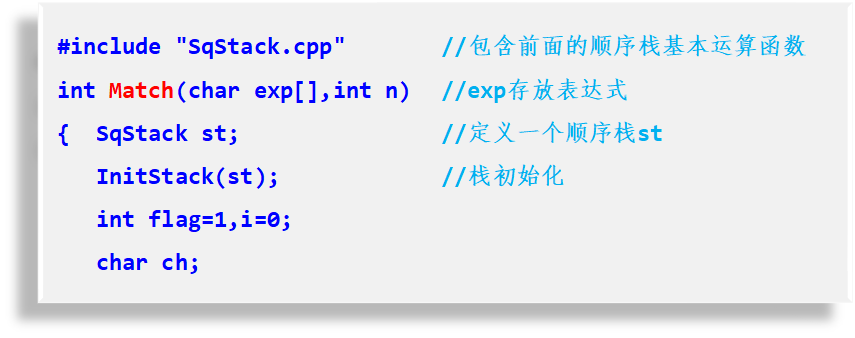 #include "SqStack.cpp" //包含前面的顺序栈基本运算函数
int Match(char exp[],int n) //exp存放表达式
{ SqStack st; //定义一个顺序栈st
InitStack(st); //栈初始化
int flag=1,i=0;
char ch;